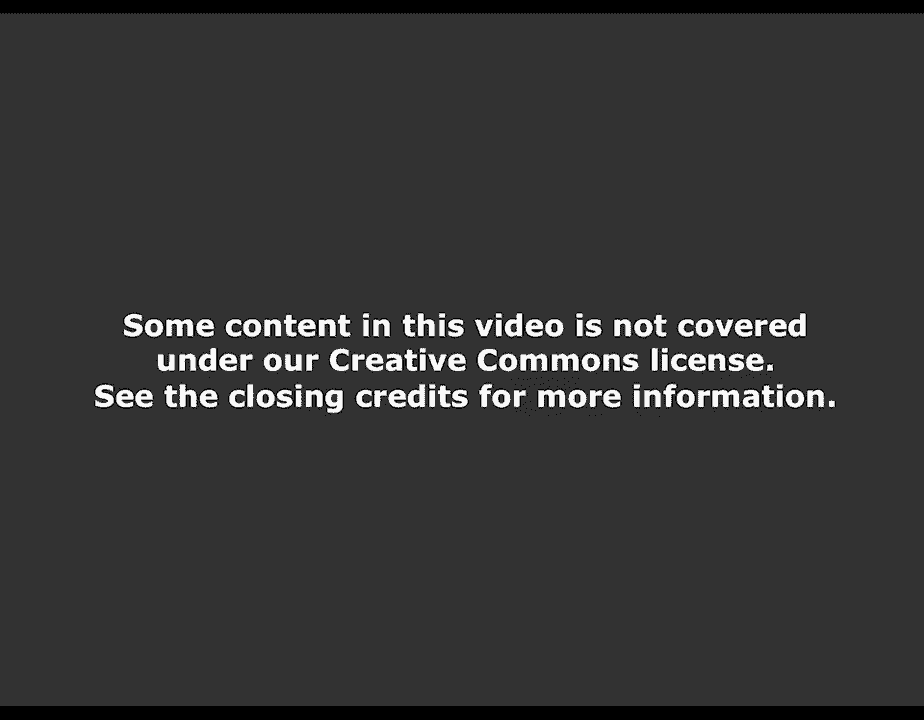 Some content in this video is not covered
under our Creative Commons license.
See the closing credits for more information.